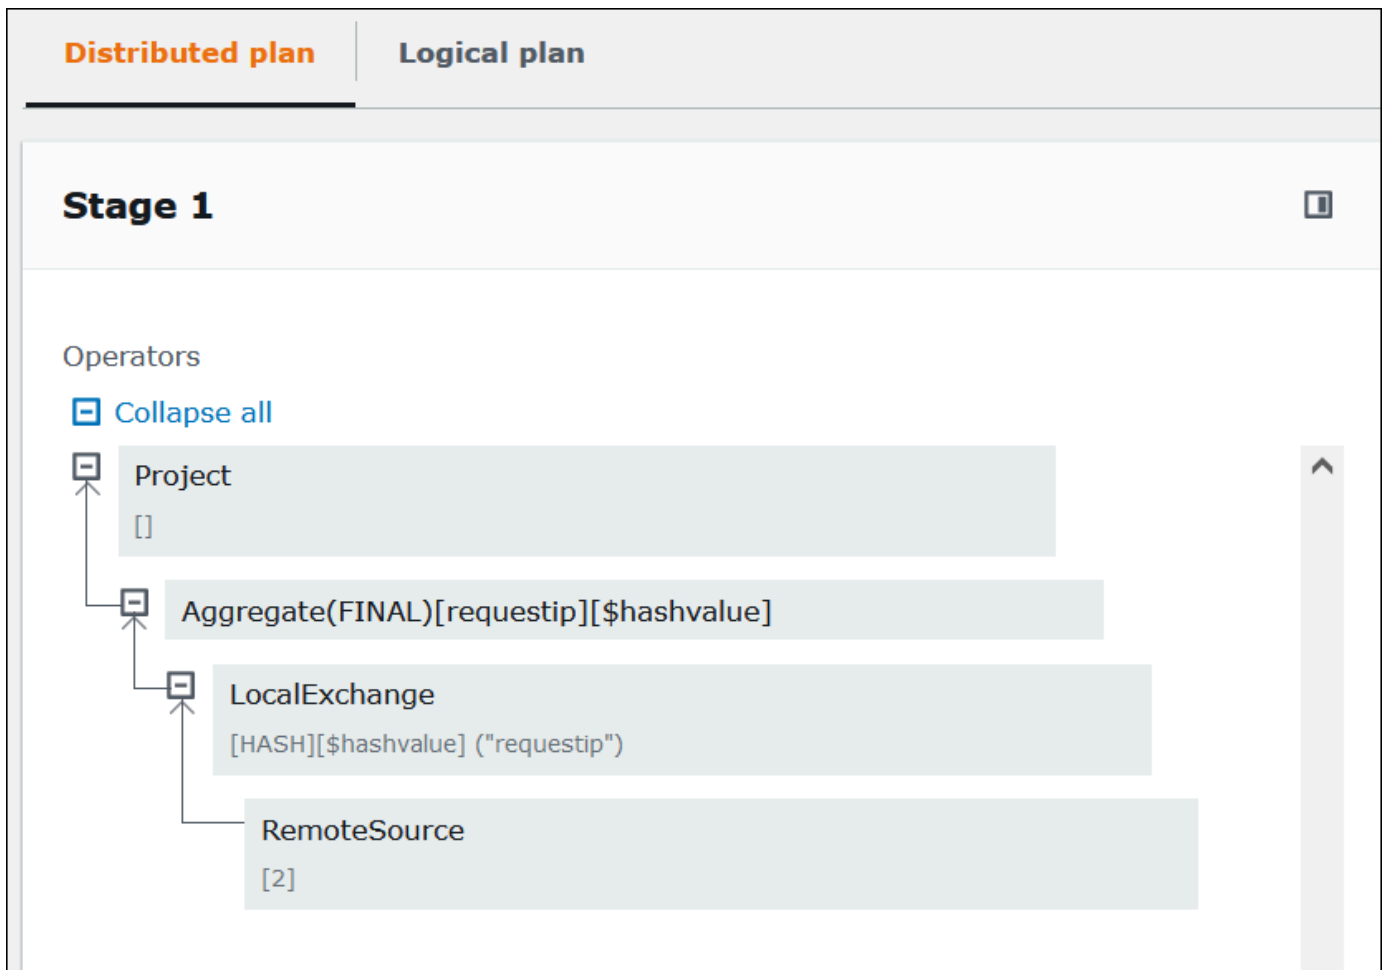 Distributed plan
Logical plan
Stage 1
Operators
Collapse all
Project
[]
Aggregate(FINAL)[requestip][$hashvalue]
LocalExchange
[HASH][$hashvalue] ("requestip")
RemoteSource
[2]